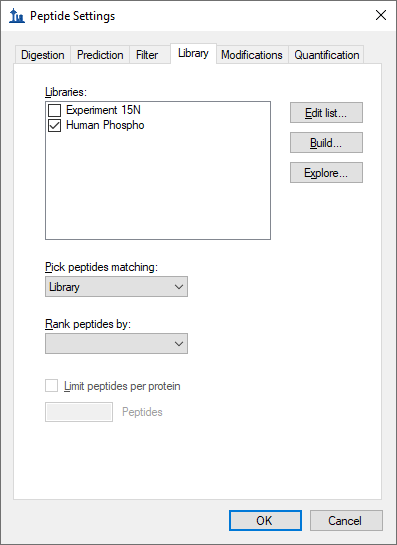 Peptide Settings
Digestion Prediction Filter Library Modifications Quantification
Libraries:
Experiment 15N
Human Phospho
Edit list...
Build...
Explore...
Pick peptides matching:
Library
Rank peptides by:
Limit peptides per protein
Peptides
OK Cancel